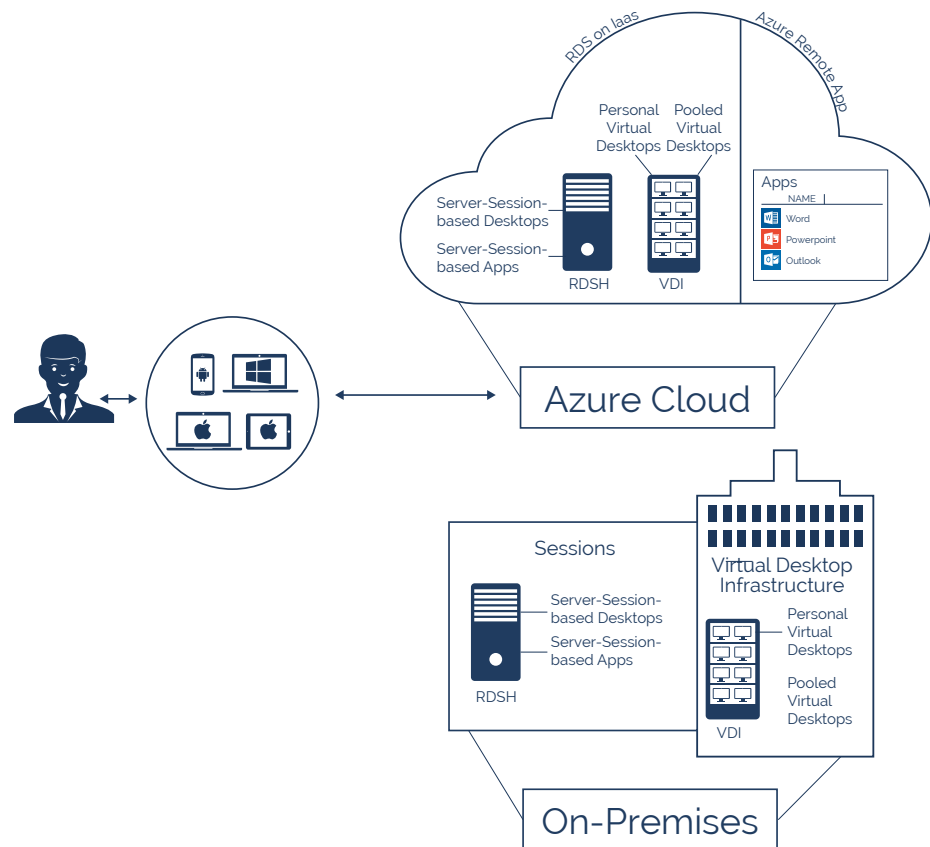 RDS on Iaas
Azure Remote App
Personal
Virtual
Desktops
Pooled
Virtual
Desktops
Server-Session-
based Desktops
Server-Session-
based Apps
RDSH
VDI
Apps
NAME
Word
Powerpoint
Outlook
Azure Cloud
Sessions
Server-Session-
based Desktops
Server-Session-
based Apps
RDSH
Virtual Desktop
Infrastructure
Personal
Virtual
Desktops
Pooled
Virtual
Desktops
VDI
On-Premises